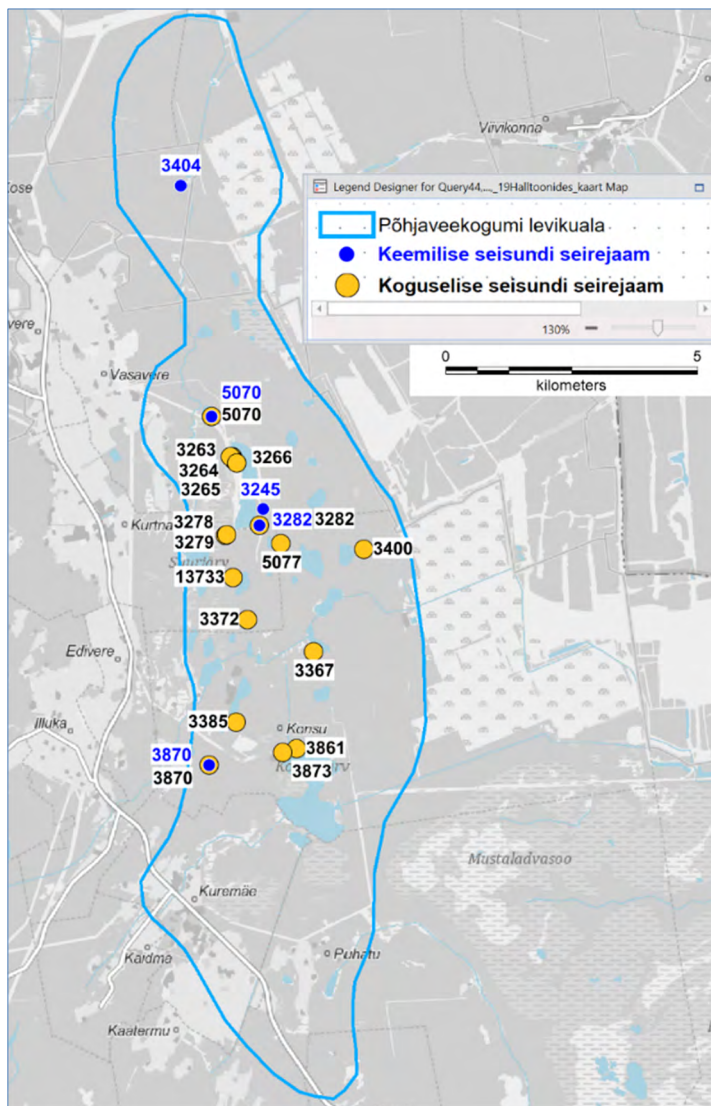 Viivikonna
3404
Legend Designer for Query44,..._19Halltoonides_kaart Map
Põhjaveekogumi levikuala
Keemilise seisundi seirejaam
Koguselise seisundi seirejaam
130%
0 5
kilometers
Vasavere
5070
5070
3263
3264
3265
3266
3245
Kurtna
3278
3279
3282 3282
5077
3400
13733
3372
Edivere
3367
Illuka
3385
Konsu
3861
3873
3870
3870
Mustaladvasoo
Kuremäe
Kaidma
Puhatu
Kaatermu